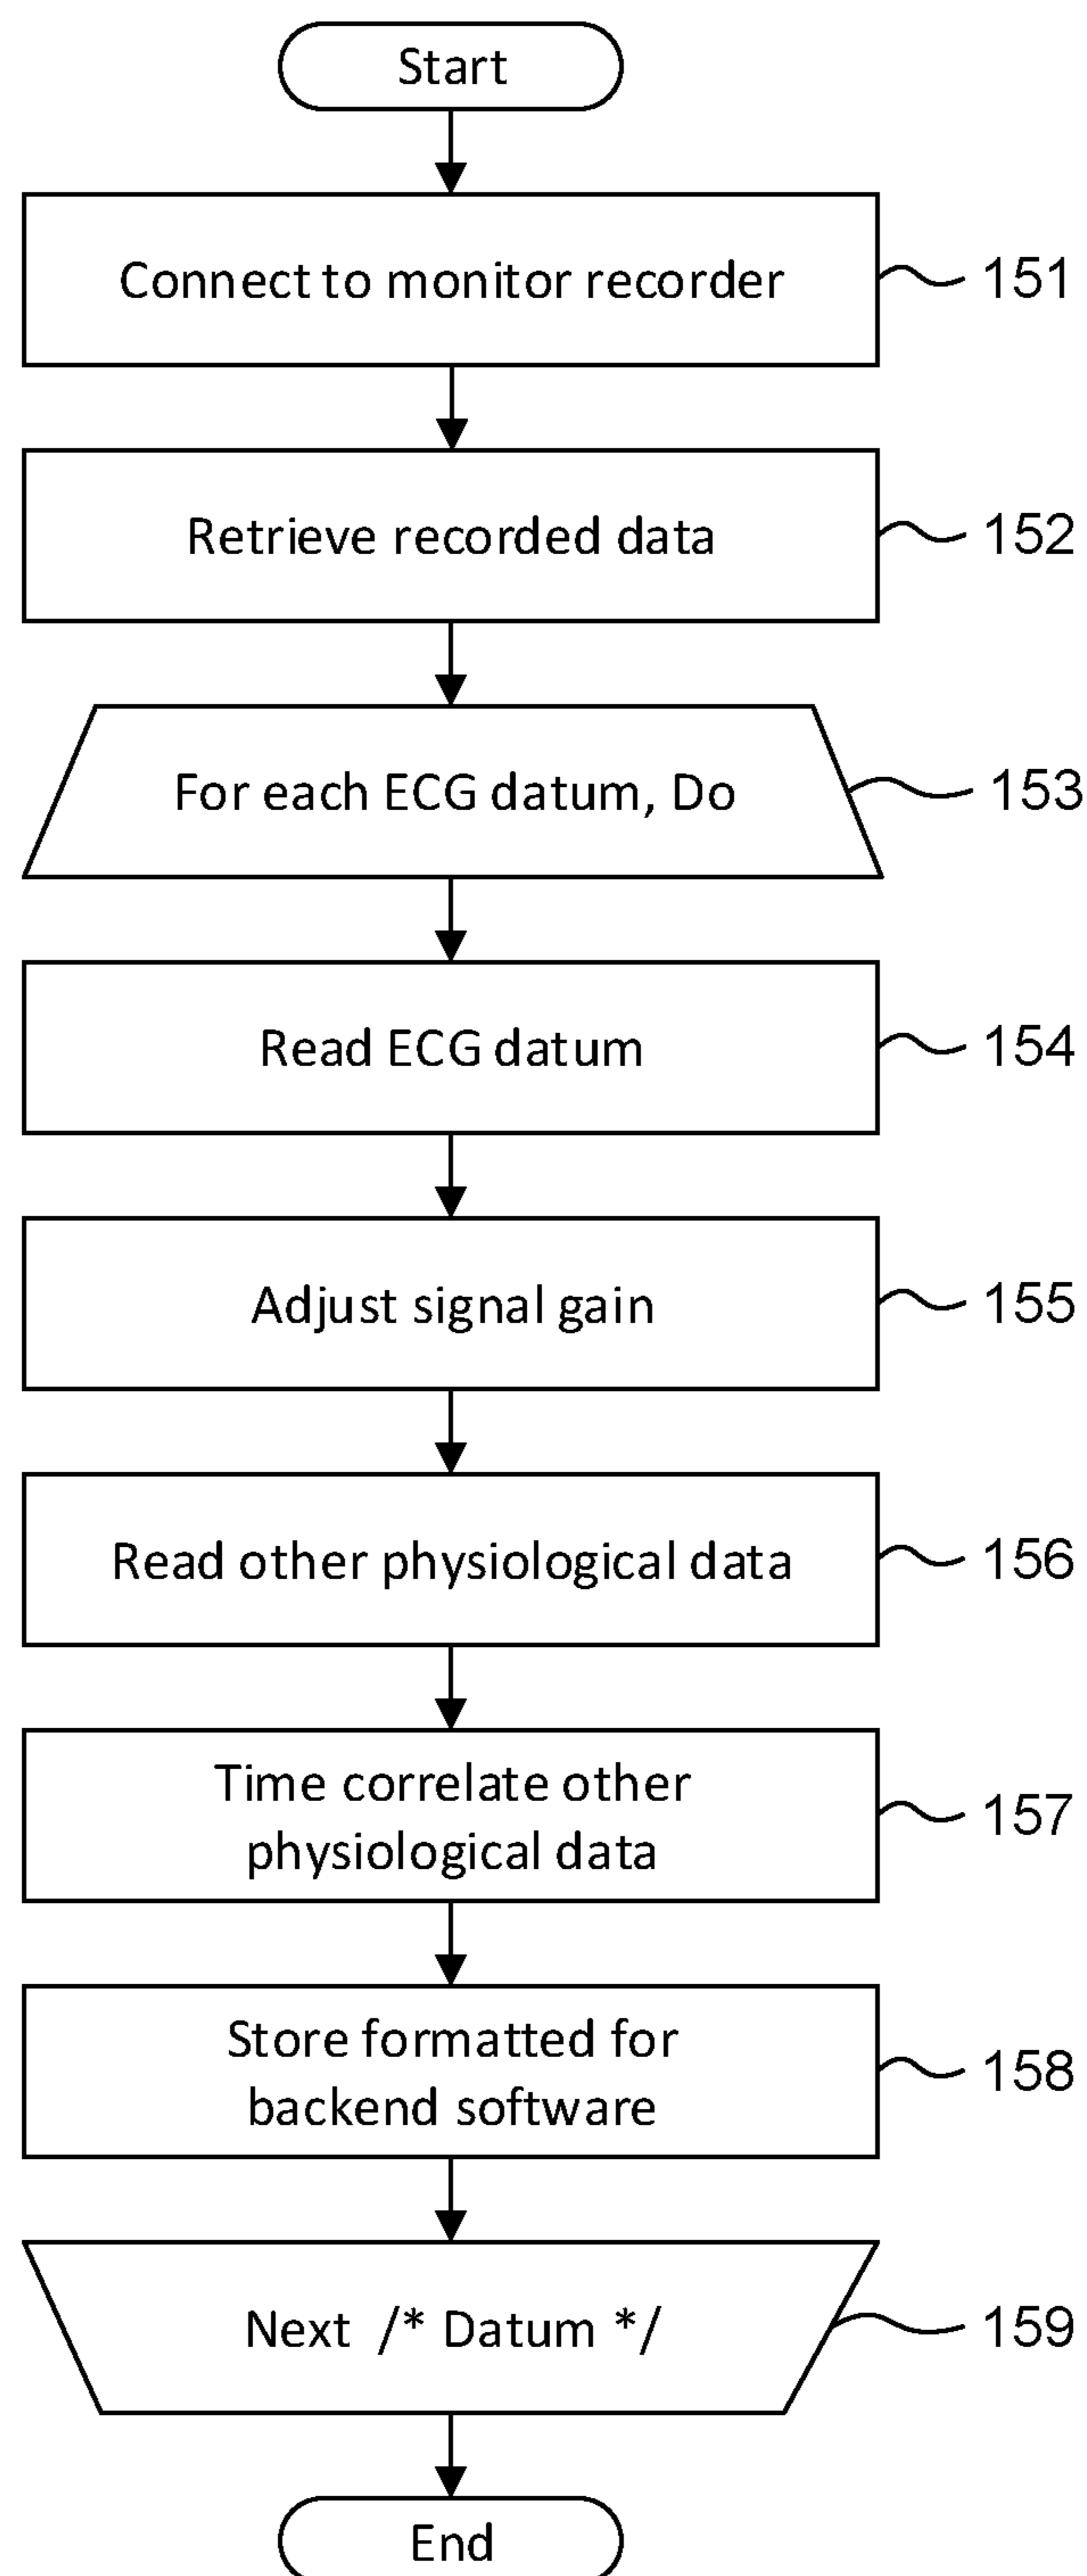 Start
Connect to monitor recorder
151
Retrieve recorded data
152
For each ECG datum, Do
153
Read ECG datum
154
Adjust signal gain
155
Read other physiological data
156
Time correlate other
physiological data
157
Store formatted for
backend software
158
Next /* Datum */
159
End